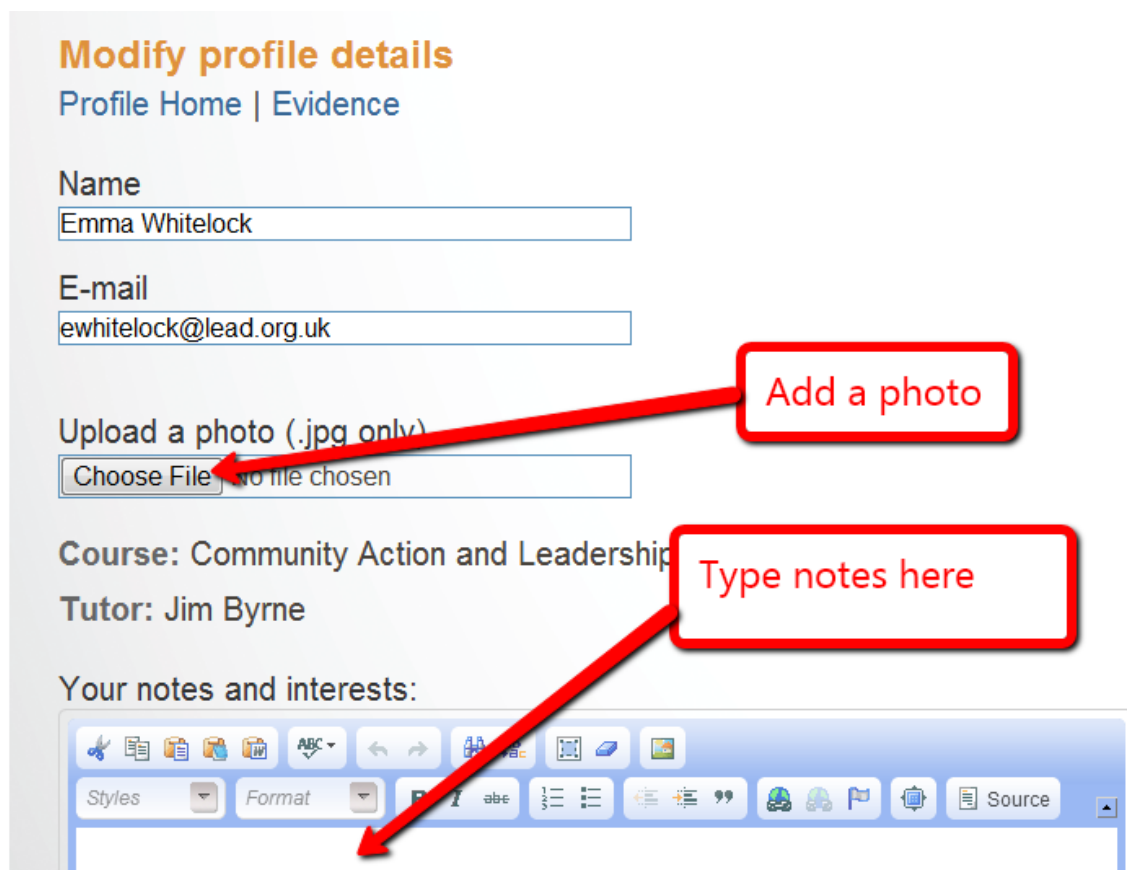 Modify profile details
Profile Home | Evidence
Name
Emma Whitelock
E-mail
ewhitelock@lead.org.uk
Add a photo
Upload a photo (.jpg only)
Choose File No file chosen
Course: Community Action and Leadership
Type notes here
Tutor: Jim Byrne
Your notes and interests:
ABC
Styles Format B I abc Source